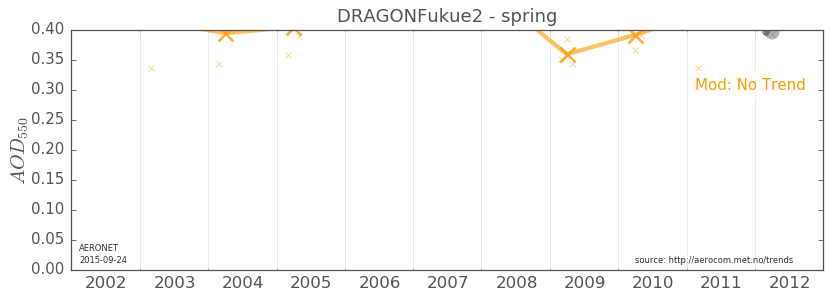 DRAGONFukue2 - spring
0.40
0.35
0.30
0.25
0.20
0.15
0.10
0.05
0.00
AOD550
Mod: No Trend
AERONET
2015-09-24
source: http://aerocom.met.no/trends
2002 2003 2004 2005 2006 2007 2008 2009 2010 2011 2012